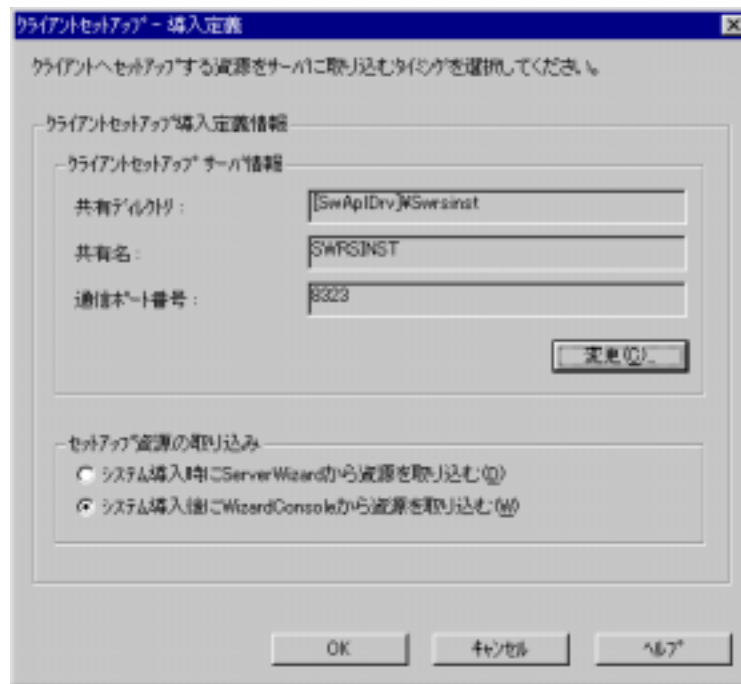 クライアントセットアップ - 導入定義
クライアントへセットアップする資源をサーバに取り込むタイミングを選択してください。
クライアントセットアップ導入定義情報
クライアントセットアップ サーバ情報
共有ディレクトリ：
[SwAplDrv]¥Swrsinst
共有名：
SWRSINST
通信ポート番号：
8323
変更(C)...
セットアップ資源の取り込み
システム導入時にServerWizardから資源を取り込む(D)
システム導入後にWizardConsoleから資源を取り込む(W)
OK
キャンセル
ヘルプ